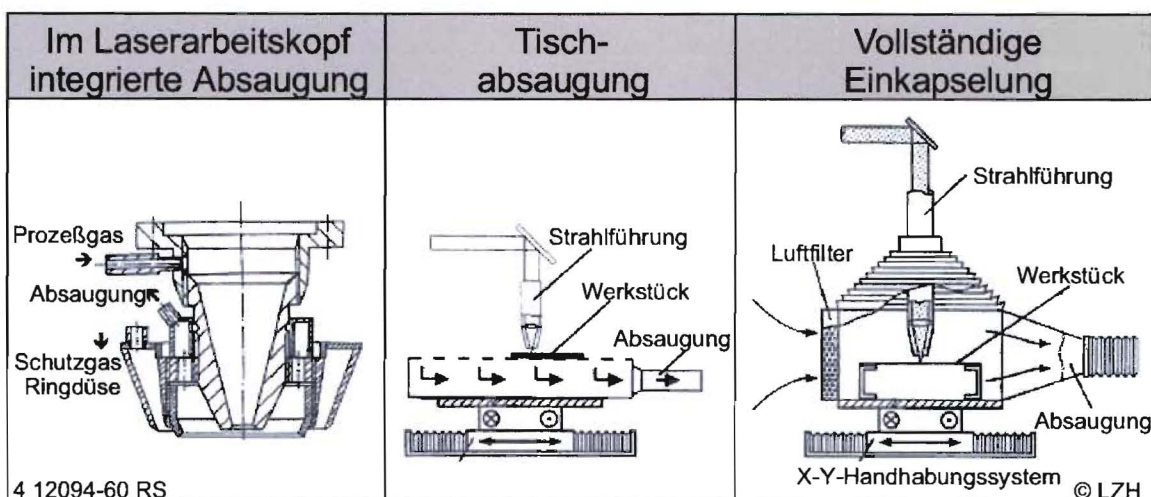 Im Laserarbeitskopf
integrierte Absaugung
Tisch-
absaugung
Vollständige
Einkapselung
Prozeßgas
Absaugung
Schutzgas
Ringdüse
Strahlführung
Werkstück
Absaugung
Strahlführung
Luftfilter
Werkstück
Absaugung
X-Y-Handhabungssystem
4 12094-60 RS
© LZH